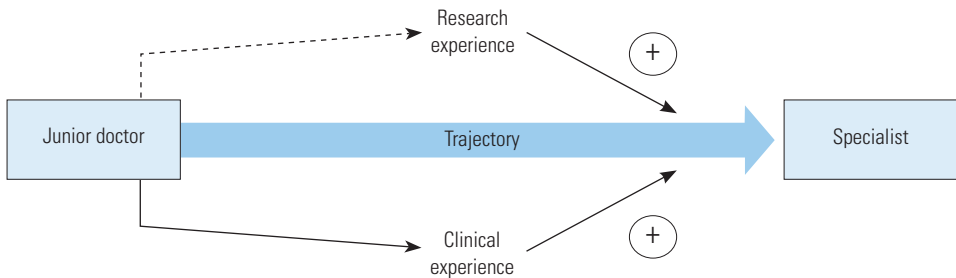 Research
experience
+
Junior doctor
Trajectory
Specialist
+
Clinical
experience